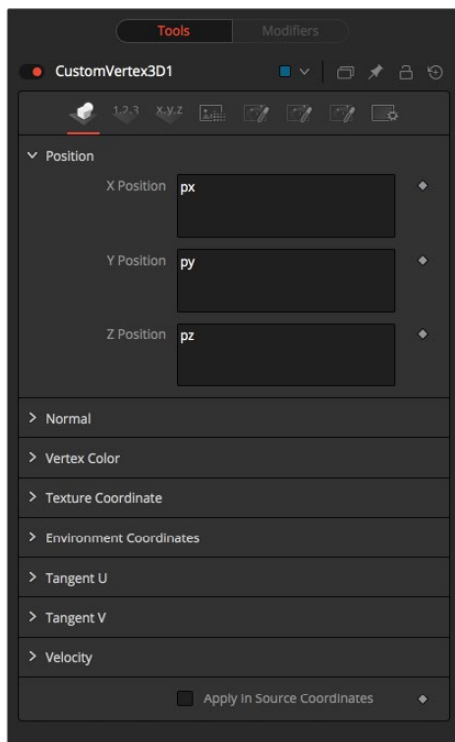 Tools
Modifiers
CustomVertex3D1
1,2,3
x,y,z
Position
X Position
px
Y Position
py
Z Position
pz
Normal
Vertex Color
Texture Coordinate
Environment Coordinates
Tangent U
Tangent V
Velocity
Apply in Source Coordinates